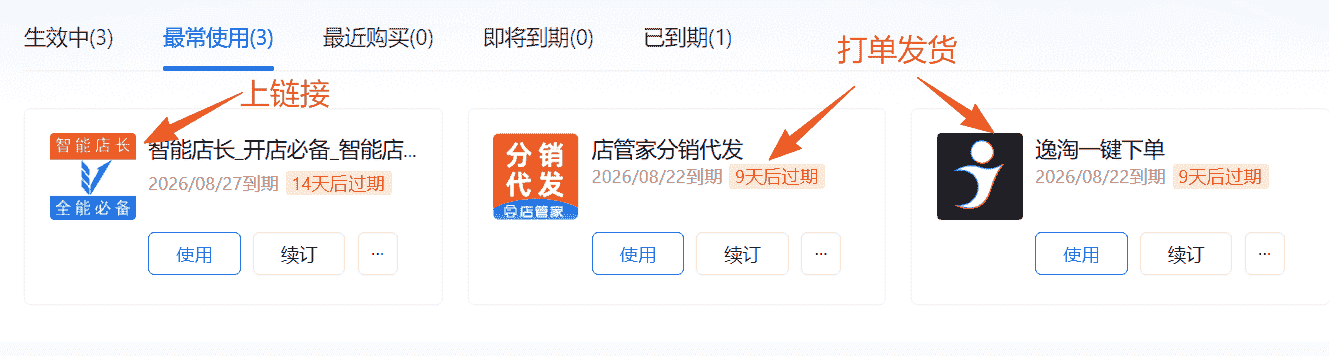 生效中(3) 最常使用(3) 最近购买(0) 即将到期(0) 已到期(1)
打单发货
上链接
智能店长
全能必备
智能店长_开店必备_智能店...
2026/08/27到期 14天后过期
使用 续订 ...
分销
代发
店管家
店管家分销代发
2026/08/22到期 9天后过期
使用 续订 ...
逸淘一键下单
2026/08/22到期 9天后过期
使用 续订 ...